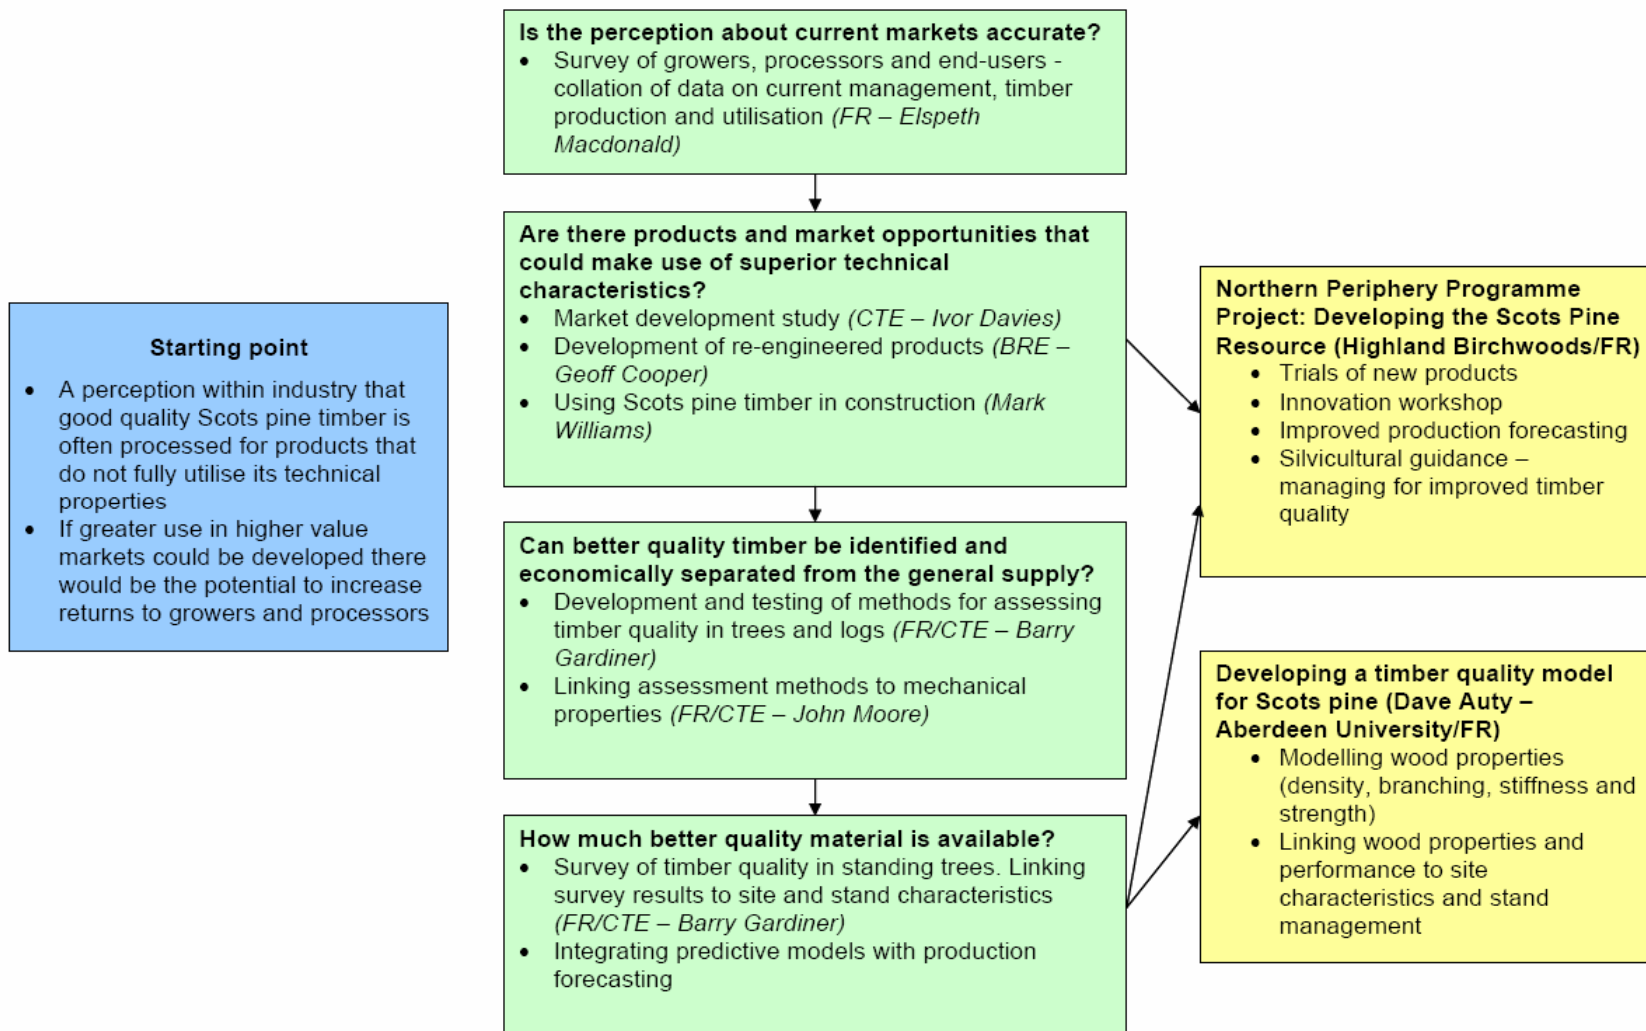 Starting point
• A perception within industry that
good quality Scots pine timber is
often processed for products that
do not fully utilise its technical
properties
• If greater use in higher value
markets could be developed there
would be the potential to increase
returns to growers and processors
Is the perception about current markets accurate?
• Survey of growers, processors and end-users -
collation of data on current management, timber
production and utilisation (FR – Elspeth
Macdonald)
Are there products and market opportunities that
could make use of superior technical
characteristics?
• Market development study (CTE – Ivor Davies)
• Development of re-engineered products (BRE –
Geoff Cooper)
• Using Scots pine timber in construction (Mark
Williams)
Can better quality timber be identified and
economically separated from the general supply?
• Development and testing of methods for assessing
timber quality in trees and logs (FR/CTE – Barry
Gardiner)
• Linking assessment methods to mechanical
properties (FR/CTE – John Moore)
How much better quality material is available?
• Survey of timber quality in standing trees. Linking
survey results to site and stand characteristics
(FR/CTE – Barry Gardiner)
• Integrating predictive models with production
forecasting
Northern Periphery Programme
Project: Developing the Scots Pine
Resource (Highland Birchwoods/FR)
• Trials of new products
• Innovation workshop
• Improved production forecasting
• Silvicultural guidance –
managing for improved timber
quality
Developing a timber quality model
for Scots pine (Dave Auty –
Aberdeen University/FR)
• Modelling wood properties
(density, branching, stiffness and
strength)
• Linking wood properties and
performance to site
characteristics and stand
management